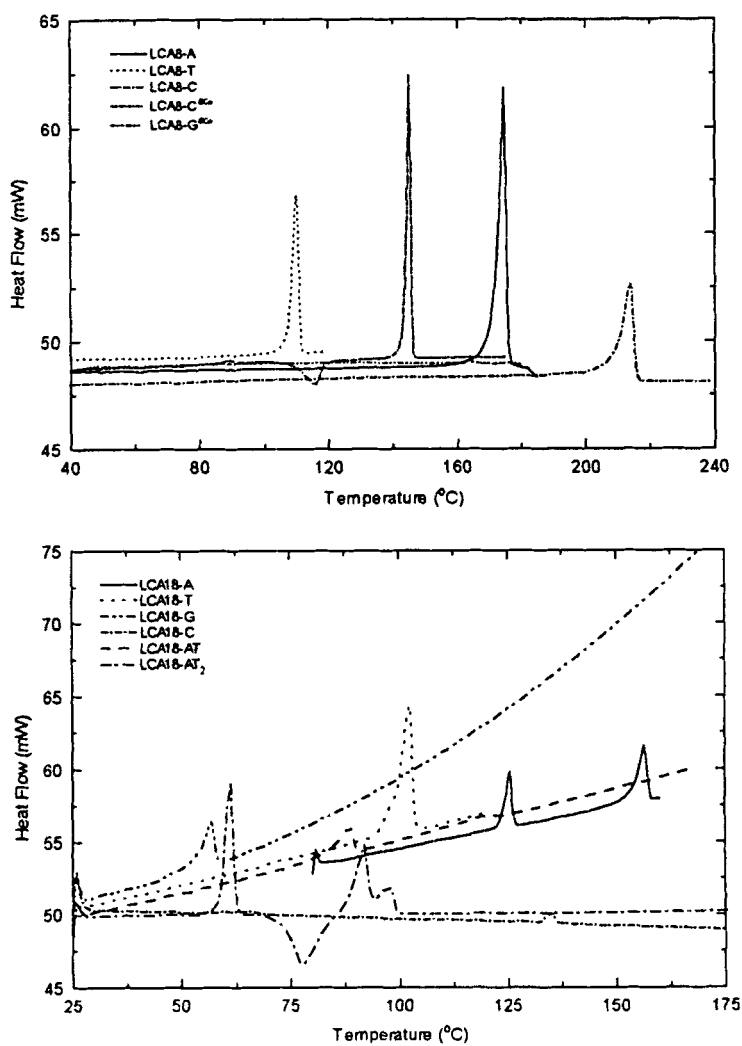 65
60
55
50
45
Heat Flow (mW)
LCA8-A
LCA8-T
LCA8-C
LCA8-C
LCA8-G
40 80 120 160 200 240
Temperature (°C)
75
70
65
60
55
50
45
Heat Flow (mW)
LCA18-A
LCA18-T
LCA18-G
LCA18-C
LCA18-AT
LCA18-AT₂
25 50 75 100 125 150 175
Temperature (°C)